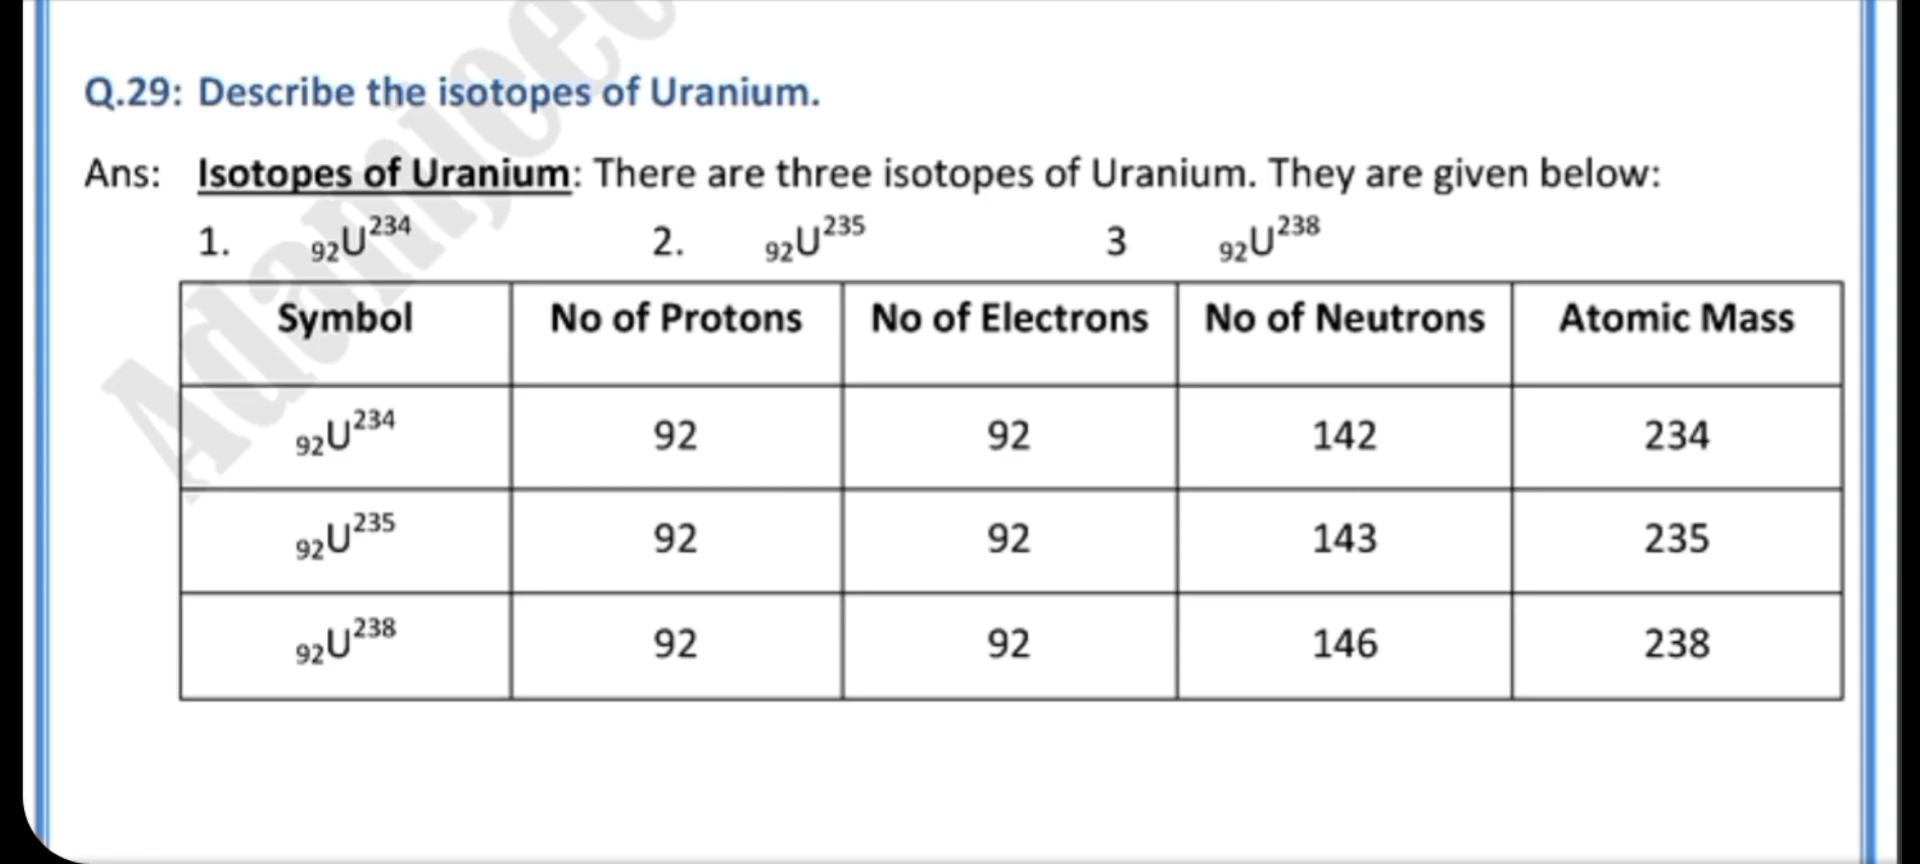 Q.29: Describe the isotopes of Uranium.
Ans: Isotopes of Uranium: There are three isotopes of Uranium. They are given below:
1. ₉₂U²³⁴ 2. ₉₂U²³⁵ 3 ₉₂U²³⁸
Symbol No of Protons No of Electrons No of Neutrons Atomic Mass
₉₂U²³⁴ 92 92 142 234
₉₂U²³⁵ 92 92 143 235
₉₂U²³⁸ 92 92 146 238